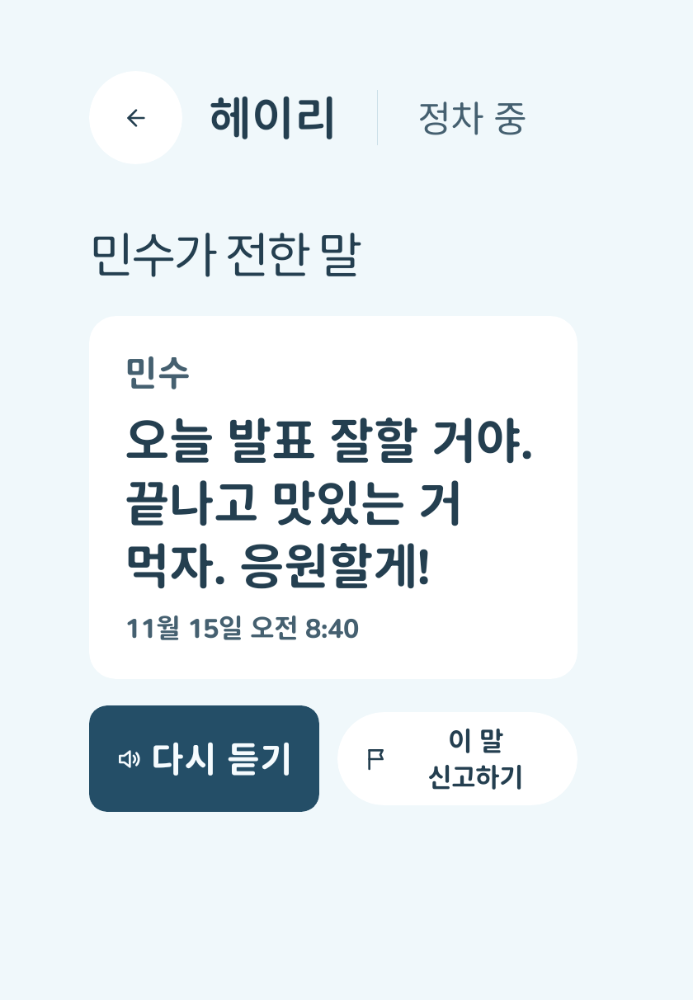 헤이리
정차 중
민수가 전한 말
민수
오늘 발표 잘할 거야.
끝나고 맛있는 거
먹자. 응원할게!
11월 15일 오전 8:40
다시 듣기
이 말
신고하기